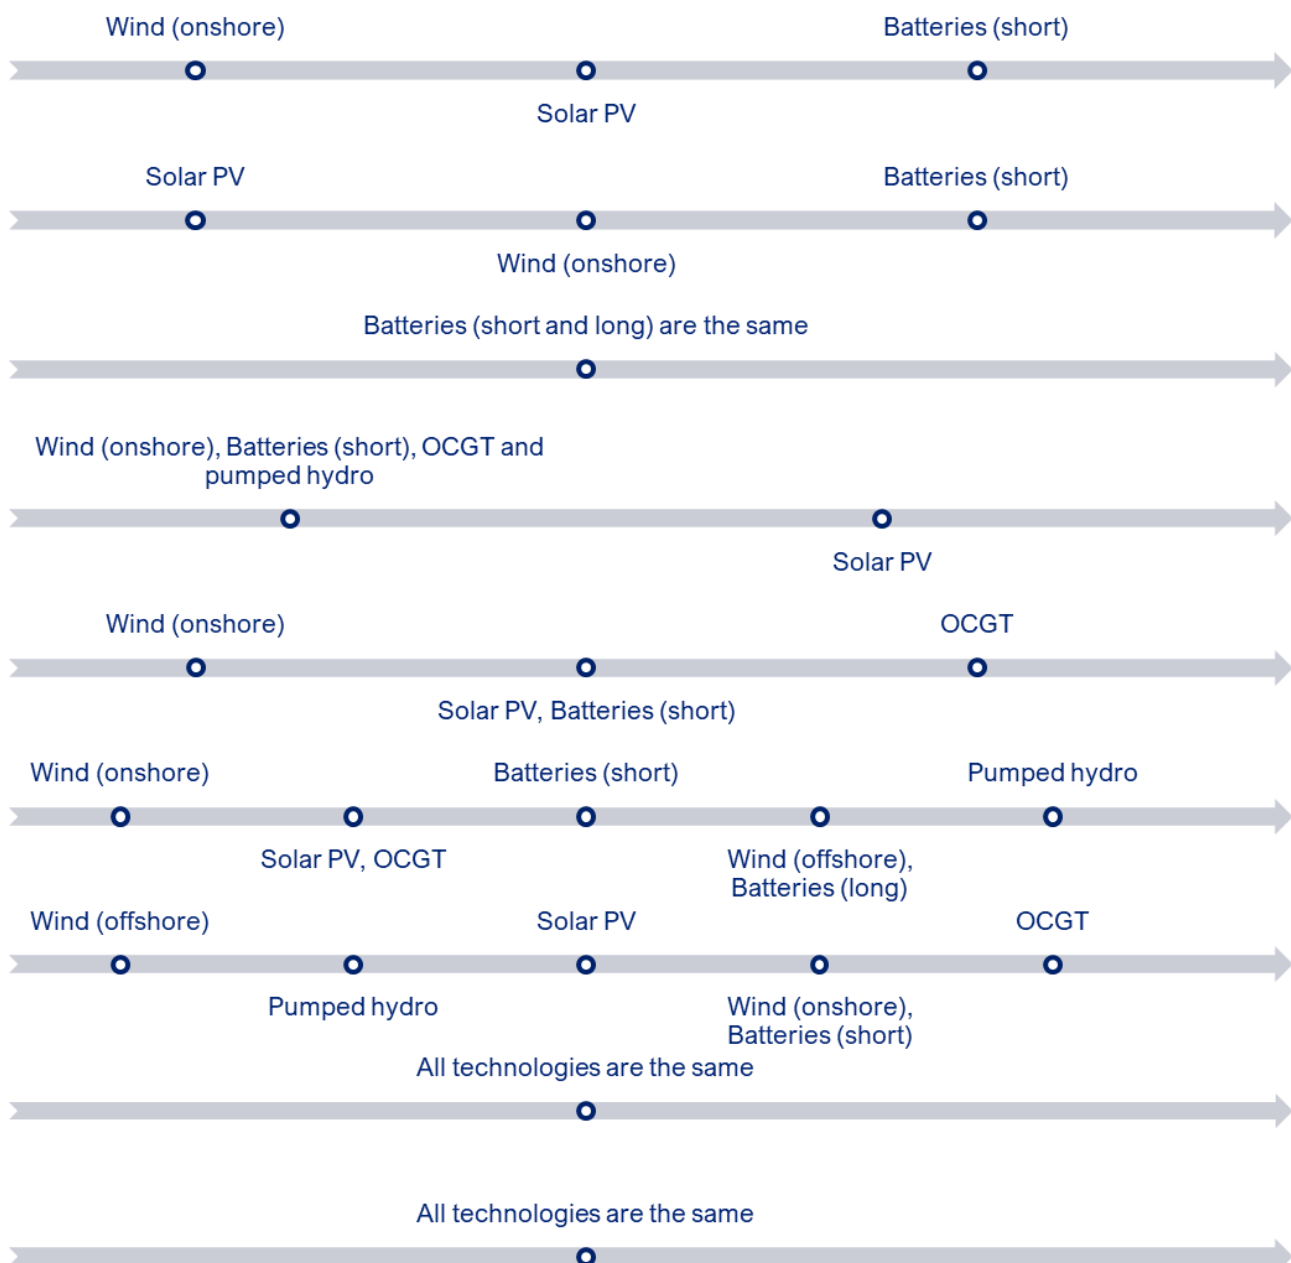 Wind (onshore)
Batteries (short)
Solar PV
Solar PV
Batteries (short)
Wind (onshore)
Batteries (short and long) are the same
Wind (onshore), Batteries (short), OCGT and
pumped hydro
Solar PV
Wind (onshore)
OCGT
Solar PV, Batteries (short)
Wind (onshore)
Batteries (short)
Pumped hydro
Solar PV, OCGT
Wind (offshore),
Batteries (long)
Wind (offshore)
Solar PV
OCGT
Pumped hydro
Wind (onshore),
Batteries (short)
All technologies are the same
All technologies are the same